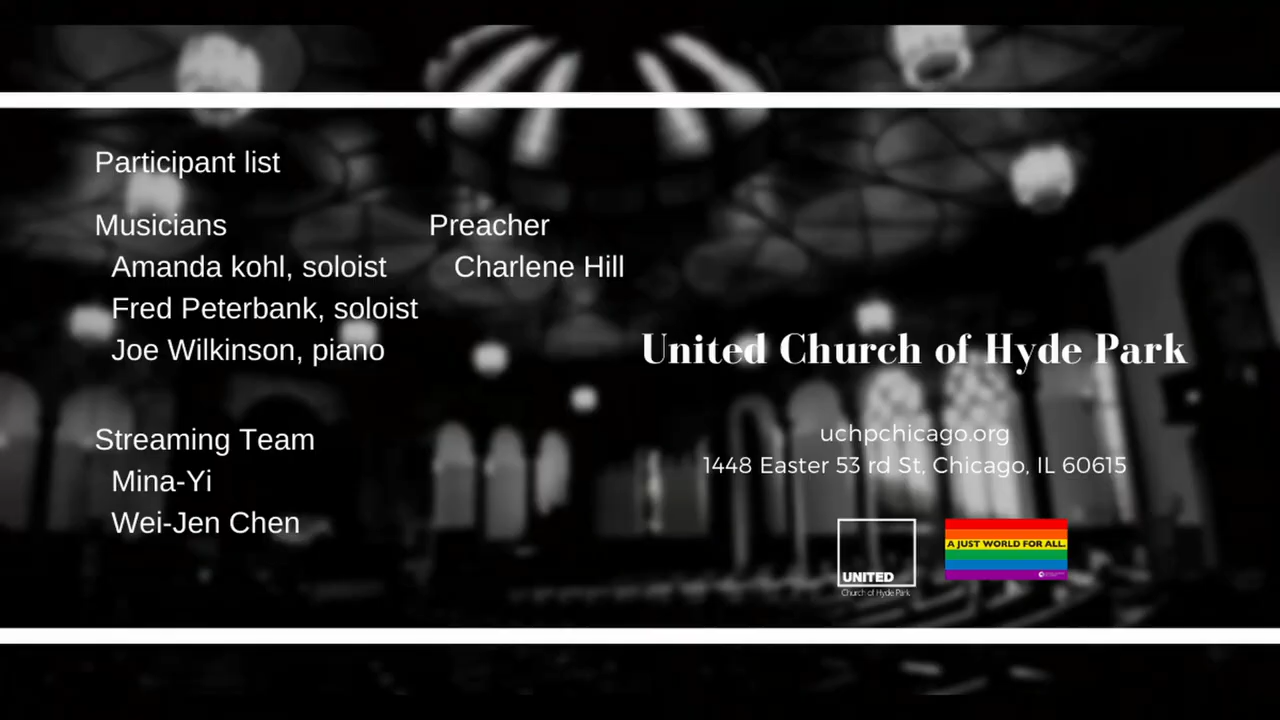 Participant list
Musicians
Amanda kohl, soloist
Fred Peterbank, soloist
Joe Wilkinson, piano
Preacher
Charlene Hill
Streaming Team
Mina-Yi
Wei-Jen Chen
United Church of Hyde Park
uchpchicago.org
1448 Easter 53 rd St, Chicago, IL 60615
UNITED
Church of Hyde Park
A JUST WORLD FOR ALL.